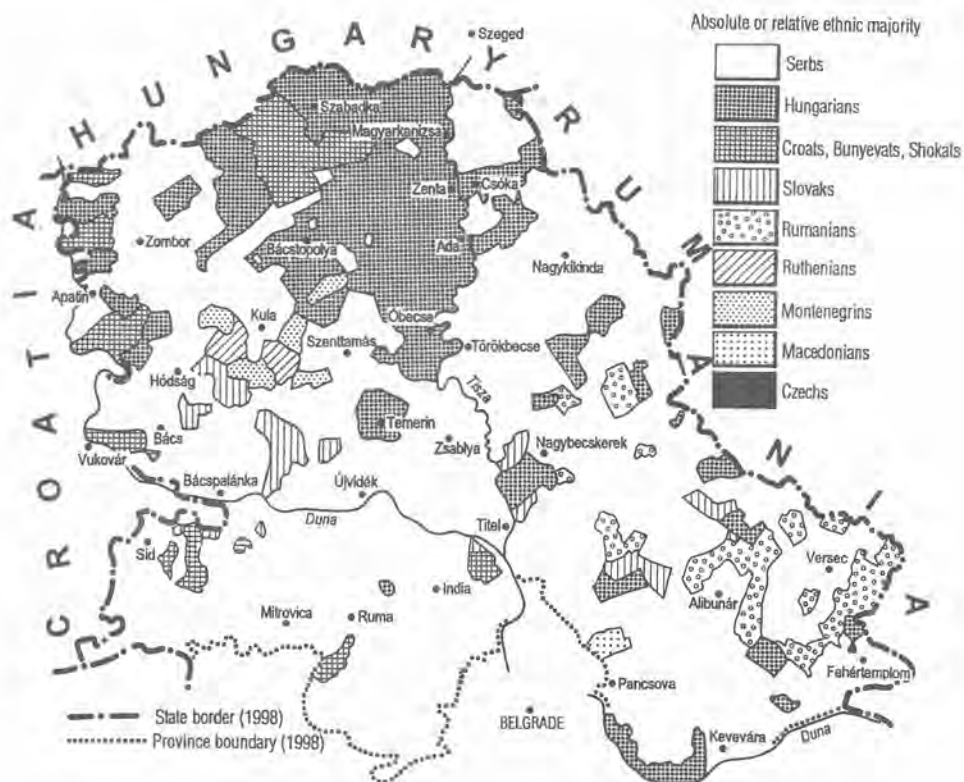 HUNGARY
Szeged
Absolute or relative ethnic majority
Serbs
Hungarians
Croats, Bunyevats, Shokats
Slovaks
Rumanians
Ruthenians
Montenegrins
Macedonians
Czechs
CROATIA
RUMANIA
Szabadka
Magyarkanizsa
Zenta
Csóka
Zombor
Bácstopolya
Ada
Nagykikinda
Apatin
Kula
Óbecse
Szenttamás
Törökbecse
Hódság
Tisza
Temerin
Bács
Zsablya
Nagybecskerek
Vukovár
Bácspalánka
Újvidék
Duna
Titel
Sid
Versec
India
Alibunár
Mitrovica
Ruma
Fehértemplom
Pancsova
State border (1998)
BELGRADE
Province boundary (1998)
Kevevára
Duna